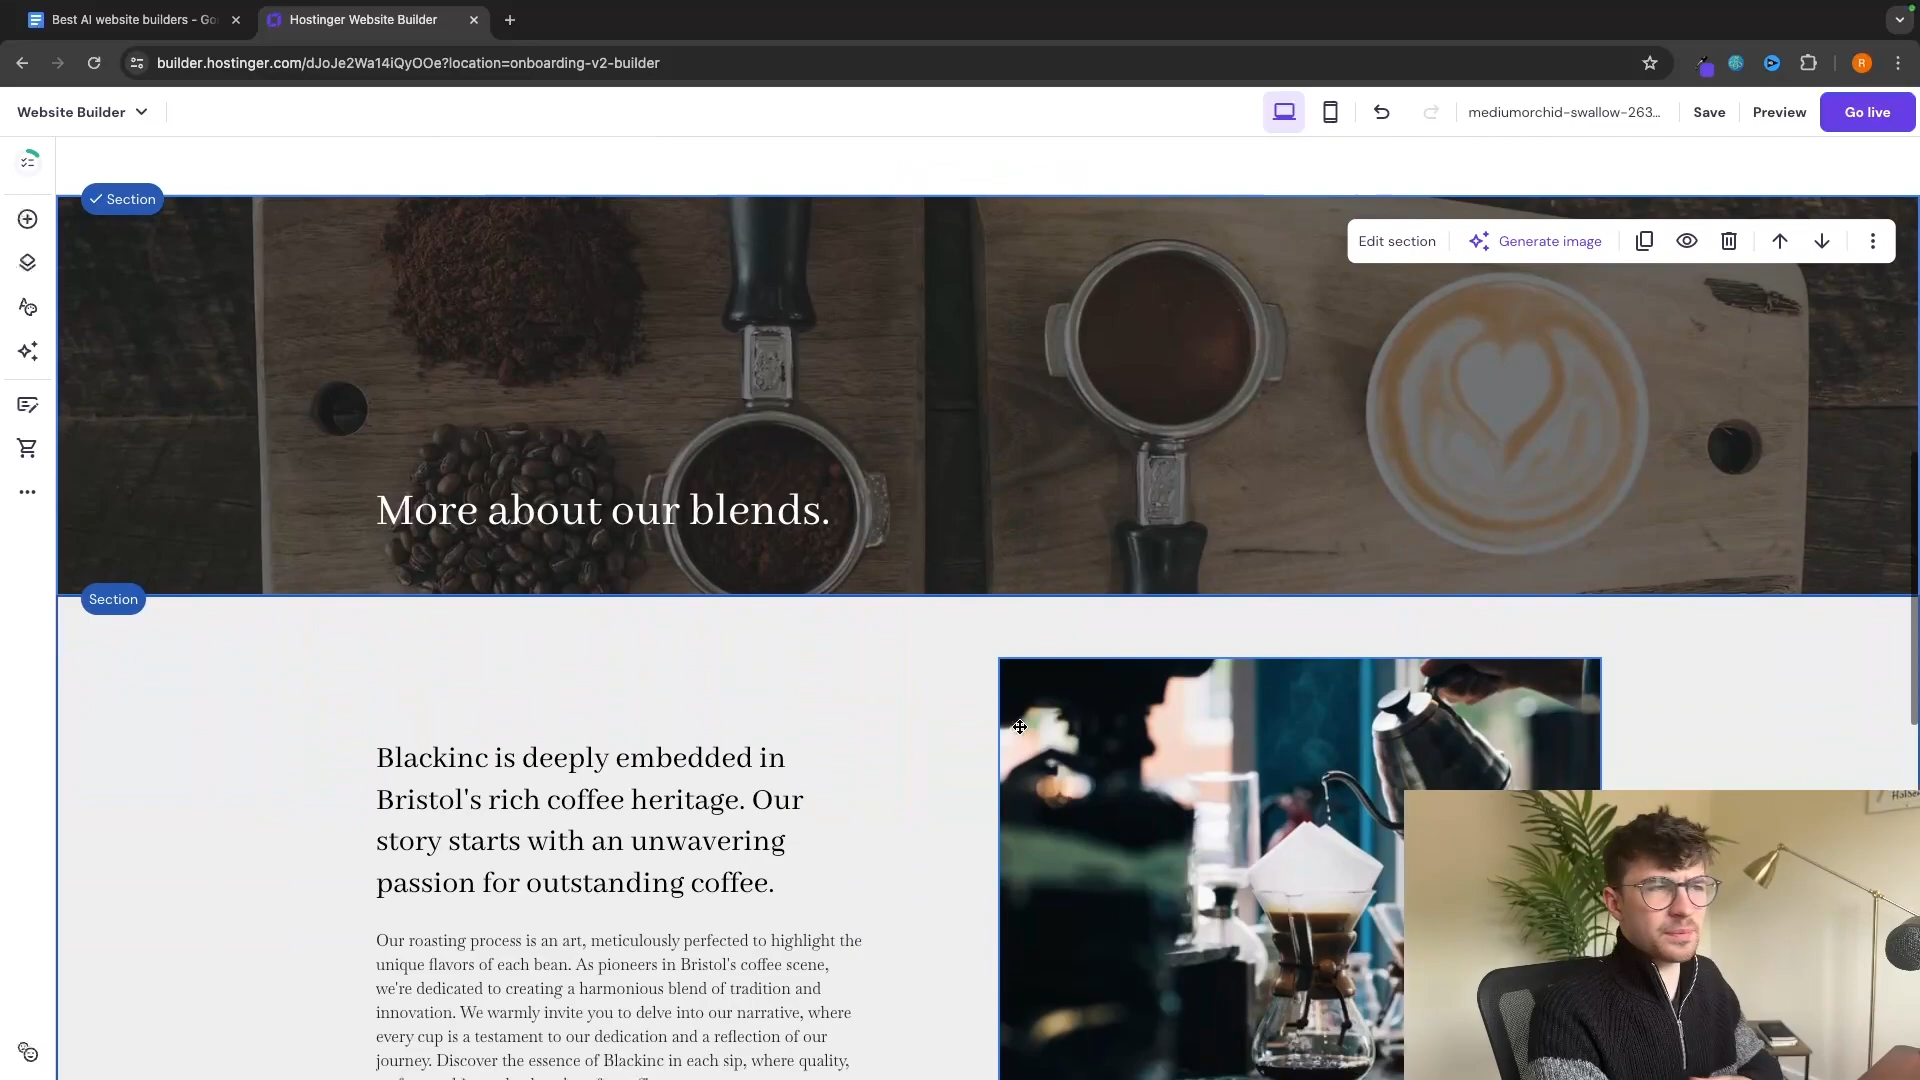 Best AI website builders - Go
Hostinger Website Builder
builder.hostinger.com/dJoJe2Wa14iQyOOe?location=onboarding-v2-builder
R
Website Builder
mediumorchid-swallow-263...
Save
Preview
Go live
Section
Edit section
Generate image
More about our blends.
Section
Blackinc is deeply embedded in
Bristol's rich coffee heritage. Our
story starts with an unwavering
passion for outstanding coffee.
Our roasting process is an art, meticulously perfected to highlight the
unique flavors of each bean. As pioneers in Bristol's coffee scene,
we're dedicated to creating a harmonious blend of tradition and
innovation. We warmly invite you to delve into our narrative, where
every cup is a testament to our dedication and a reflection of our
journey. Discover the essence of Blackinc in each sip, where quality,